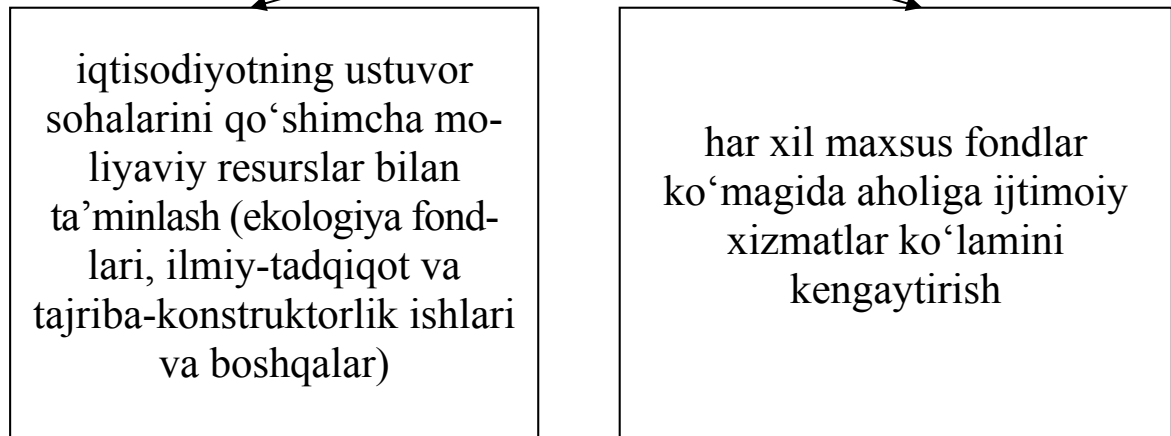 iqtisodiyotning ustuvor
sohalarini qo‘shimcha mo-
liyaviy resurslar bilan
ta’minlash (ekologiya fond-
lari, ilmiy-tadqiqot va
tajriba-konstruktorlik ishlari
va boshqalar)
har xil maxsus fondlar
ko‘magida aholiga ijtimoiy
xizmatlar ko‘lamini
kengaytirish